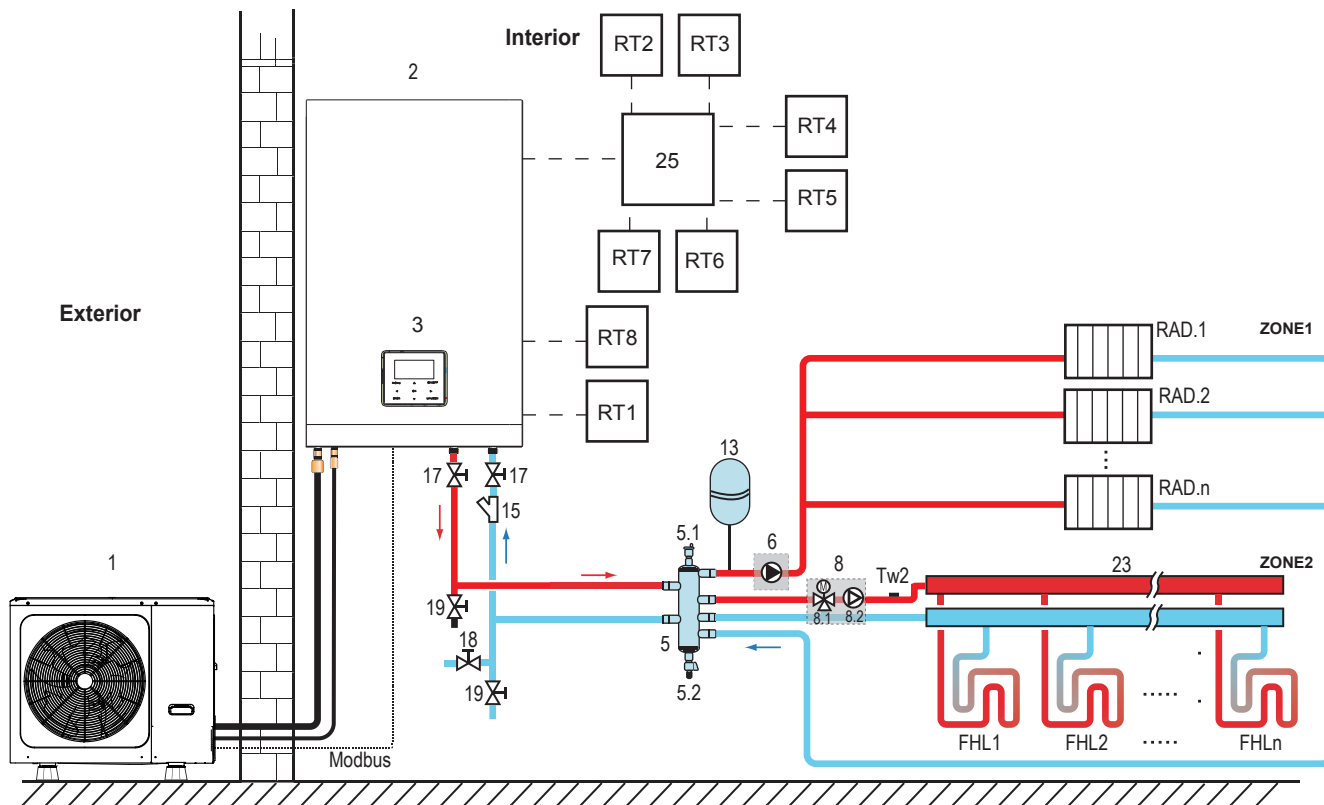 Interior
RT2
RT3
2
RT4
25
RT5
RT7
RT6
Exterior
3
RT8
RT1
RAD.1
ZONE1
RAD.2
RAD.n
13
17
17
15
5.1
6
8
M
8.1
8.2
Tw2
23
ZONE2
1
19
18
5
5.2
19
FHL1
FHL2
FHLn
Modbus